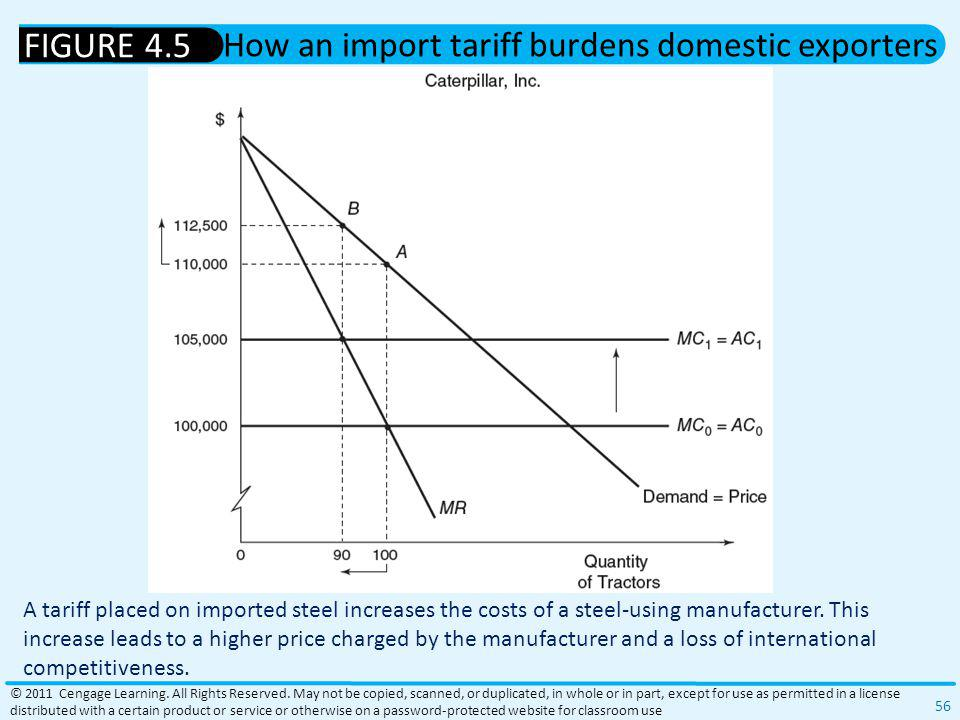 FIGURE 4.5 How an import tariff burdens domestic exporters
Caterpillar, Inc.
$
B
112,500
A
110,000
105,000
MC1 = AC1
100,000
MC0 = AC0
Demand = Price
MR
0 90 100
Quantity
of Tractors
A tariff placed on imported steel increases the costs of a steel-using manufacturer. This
increase leads to a higher price charged by the manufacturer and a loss of international
competitiveness.
© 2011 Cengage Learning. All Rights Reserved. May not be copied, scanned, or duplicated, in whole or in part, except for use as permitted in a license
distributed with a certain product or service or otherwise on a password-protected website for classroom use
56